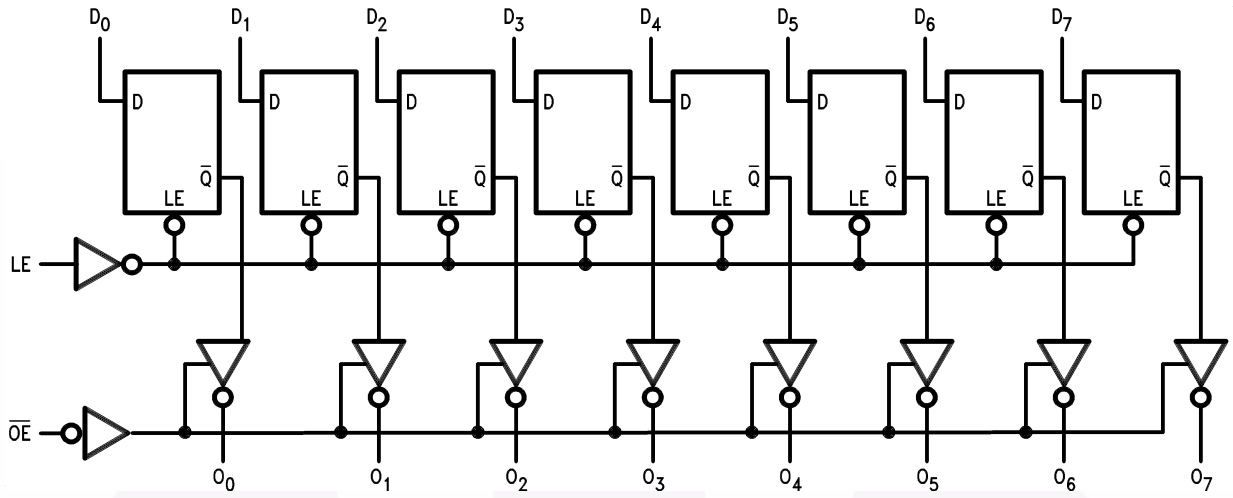 D₀ D₁ D₂ D₃ D₄ D₅ D₆ D₇
D D D D D D D D
Q̅ Q̅ Q̅ Q̅ Q̅ Q̅ Q̅ Q̅
LE LE LE LE LE LE LE LE
LE
O̅E̅
O₀ O₁ O₂ O₃ O₄ O₅ O₆ O₇